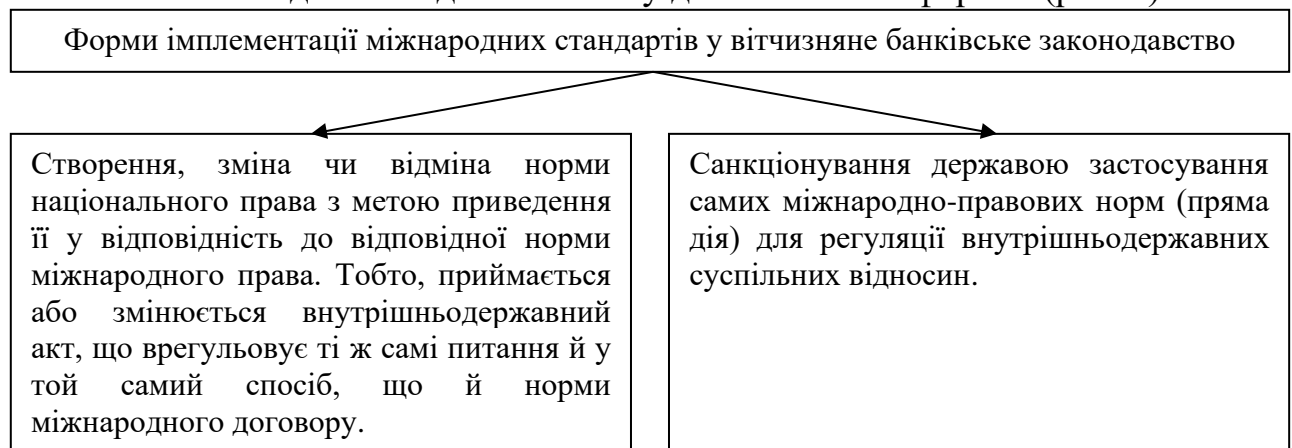 Форми імплементації міжнародних стандартів у вітчизняне банківське законодавство
Створення, зміна чи відміна норми
національного права з метою приведення
її у відповідність до відповідної норми
міжнародного права. Тобто, приймається
або змінюється внутрішньодержавний
акт, що врегульовує ті ж самі питання й у
той самий спосіб, що й норми
міжнародного договору.
Санкціонування державою застосування
самих міжнародно-правових норм (пряма
дія) для регуляції внутрішньодержавних
суспільних відносин.